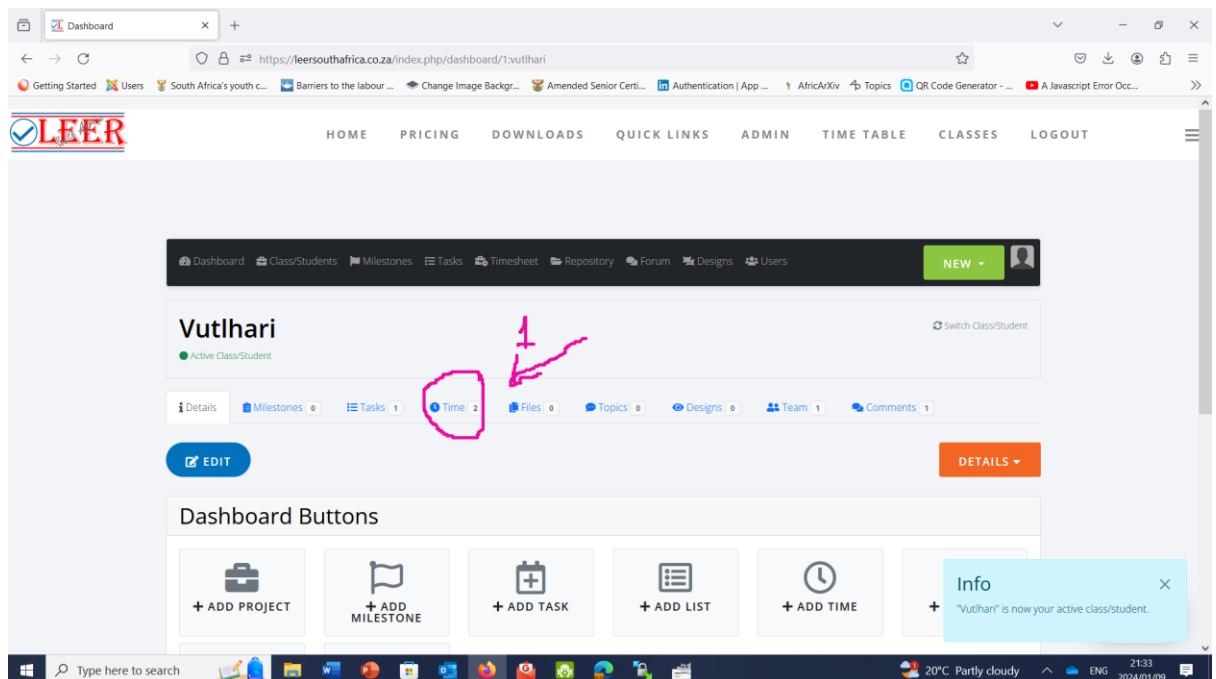 Dashboard
https://leersouthafrica.co.za/index.php/dashboard/1:vutlhari
Getting Started Users South Africa's youth c... Barriers to the labour ... Change Image Backgr... Amended Senior Certi... Authentication | App ... AfricArXiv Topics QR Code Generator - ... A Javascript Error Occ...
LEER South Africa
HOME PRICING DOWNLOADS QUICK LINKS ADMIN TIME TABLE CLASSES LOGOUT
Dashboard Class/Students Milestones Tasks Timesheet Repository Forum Designs Users NEW
Vutlhari
Switch Class/Student
Active Class/Student
1
Details Milestones 0 Tasks 1 Time 2 Files 0 Topics 0 Designs 0 Team 1 Comments 1
EDIT DETAILS
Dashboard Buttons
+ ADD PROJECT + ADD MILESTONE + ADD TASK + ADD LIST + ADD TIME +
Info
"Vutlhari" is now your active class/student.
Type here to search 20°C Partly cloudy ENG 21:33
2024/01/09